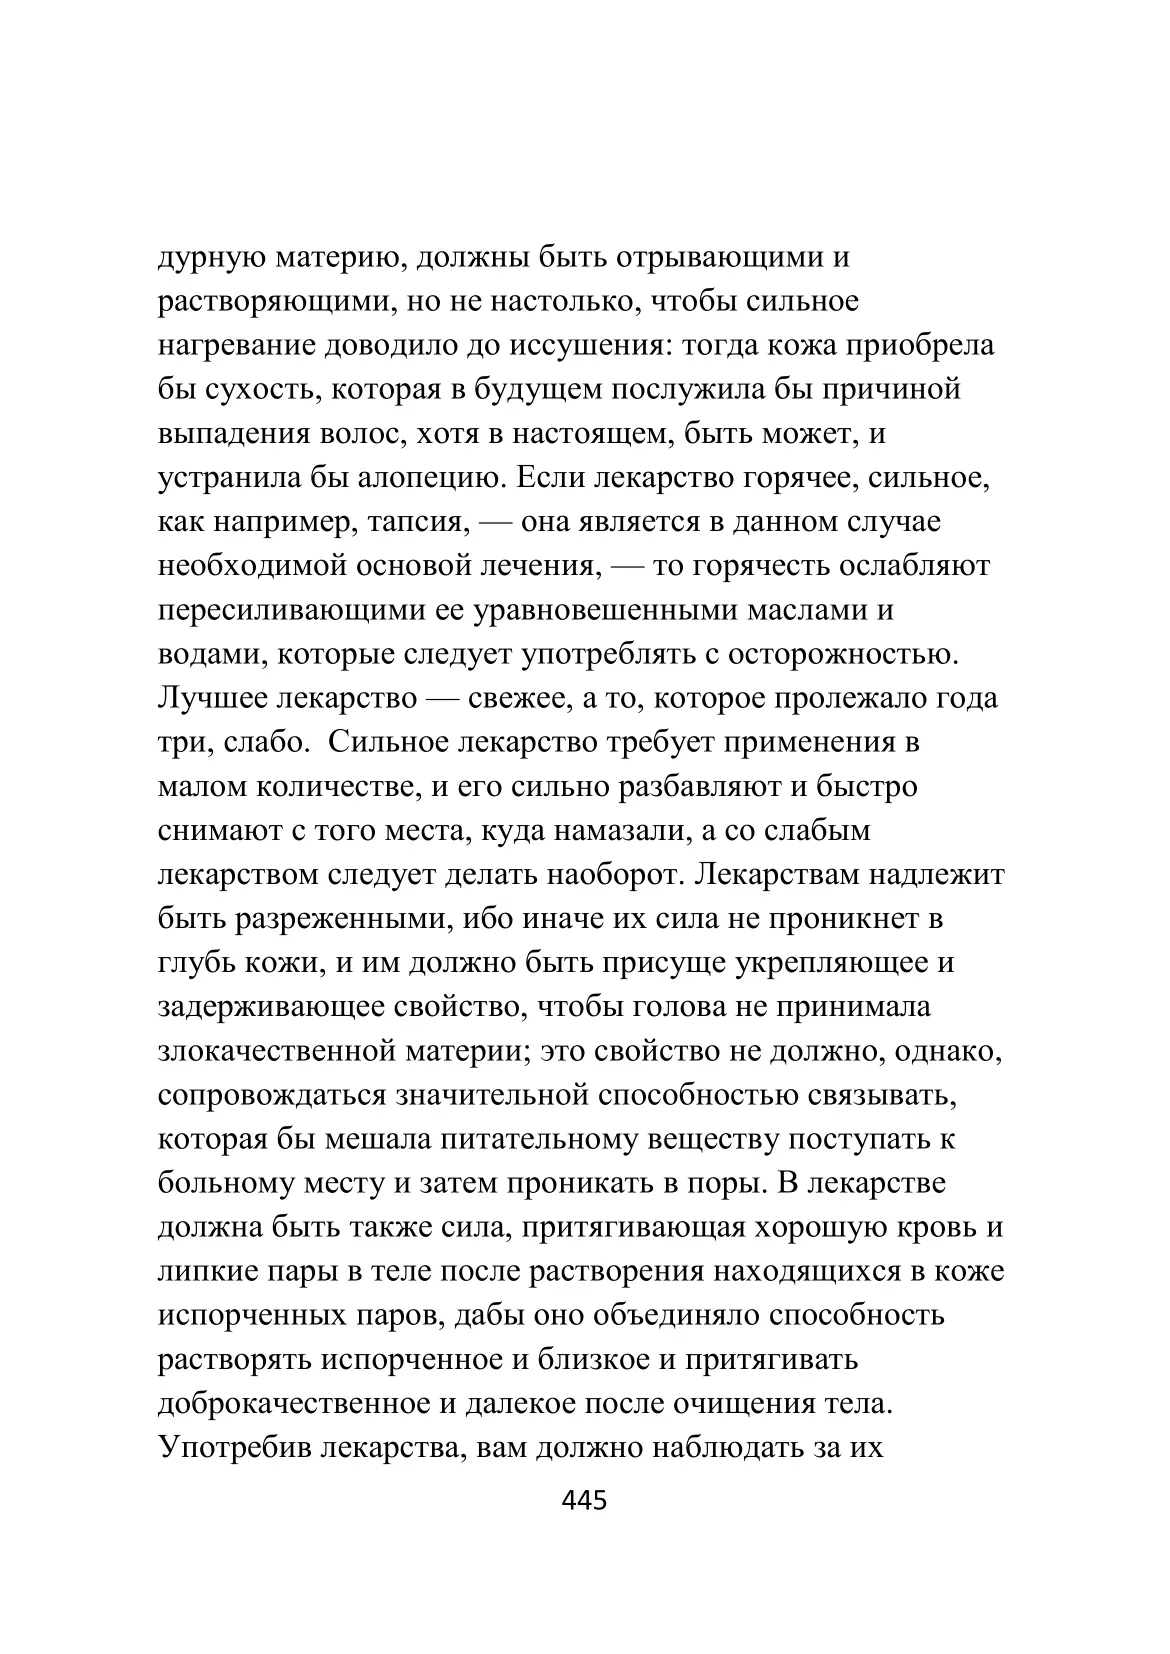 дурную материю, должны быть отрывающими и
растворяющими, но не настолько, чтобы сильное
нагревание доводило до иссушения: тогда кожа приобрела
бы сухость, которая в будущем послужила бы причиной
выпадения волос, хотя в настоящем, быть может, и
устранила бы алопецию. Если лекарство горячее, сильное,
как например, тапсия, — она является в данном случае
необходимой основой лечения, — то горячесть ослабляют
пересиливающими ее уравновешенными маслами и
водами, которые следует употреблять с осторожностью.
Лучшее лекарство — свежее, а то, которое пролежало года
три, слабо.  Сильное лекарство требует применения в
малом количестве, и его сильно разбавляют и быстро
снимают с того места, куда намазали, а со слабым
лекарством следует делать наоборот. Лекарствам надлежит
быть разреженными, ибо иначе их сила не проникнет в
глубь кожи, и им должно быть присуще укрепляющее и
задерживающее свойство, чтобы голова не принимала
злокачественной материи; это свойство не должно, однако,
сопровождаться значительной способностью связывать,
которая бы мешала питательному веществу поступать к
больному месту и затем проникать в поры. В лекарстве
должна быть также сила, притягивающая хорошую кровь и
липкие пары в теле после растворения находящихся в коже
испорченных паров, дабы оно объединяло способность
растворять испорченное и близкое и притягивать
доброкачественное и далекое после очищения тела.
Употребив лекарства, вам должно наблюдать за их
445